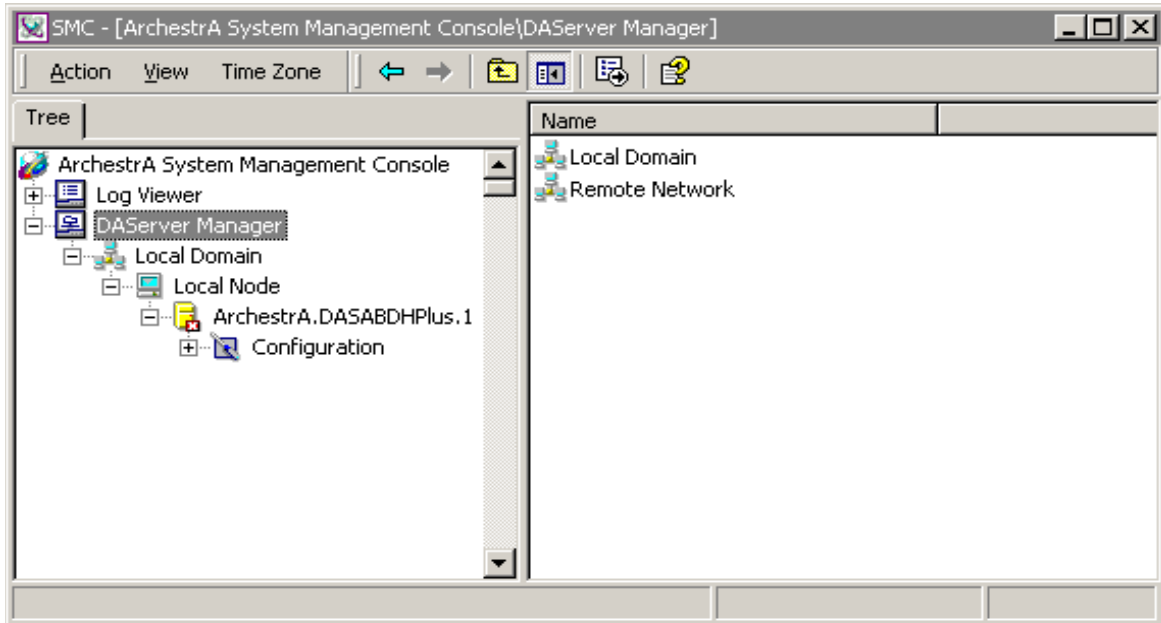 SMC - [ArchestrA System Management Console\DAServer Manager]
Action View Time Zone
Tree
Name
ArchestrA System Management Console
Log Viewer
DAServer Manager
Local Domain
Local Node
ArchestrA.DASABDHPlus.1
Configuration
Local Domain
Remote Network